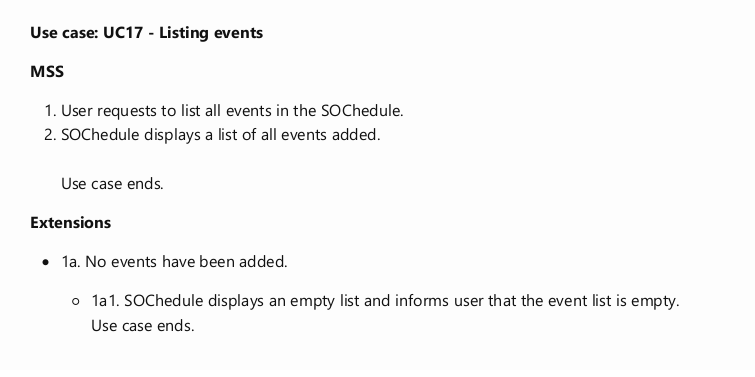 Use case: UC17 - Listing events
MSS
1. User requests to list all events in the SOChedule.
2. SOChedule displays a list of all events added.
Use case ends.
Extensions
• 1a. No events have been added.
○ 1a1. SOChedule displays an empty list and informs user that the event list is empty.
Use case ends.